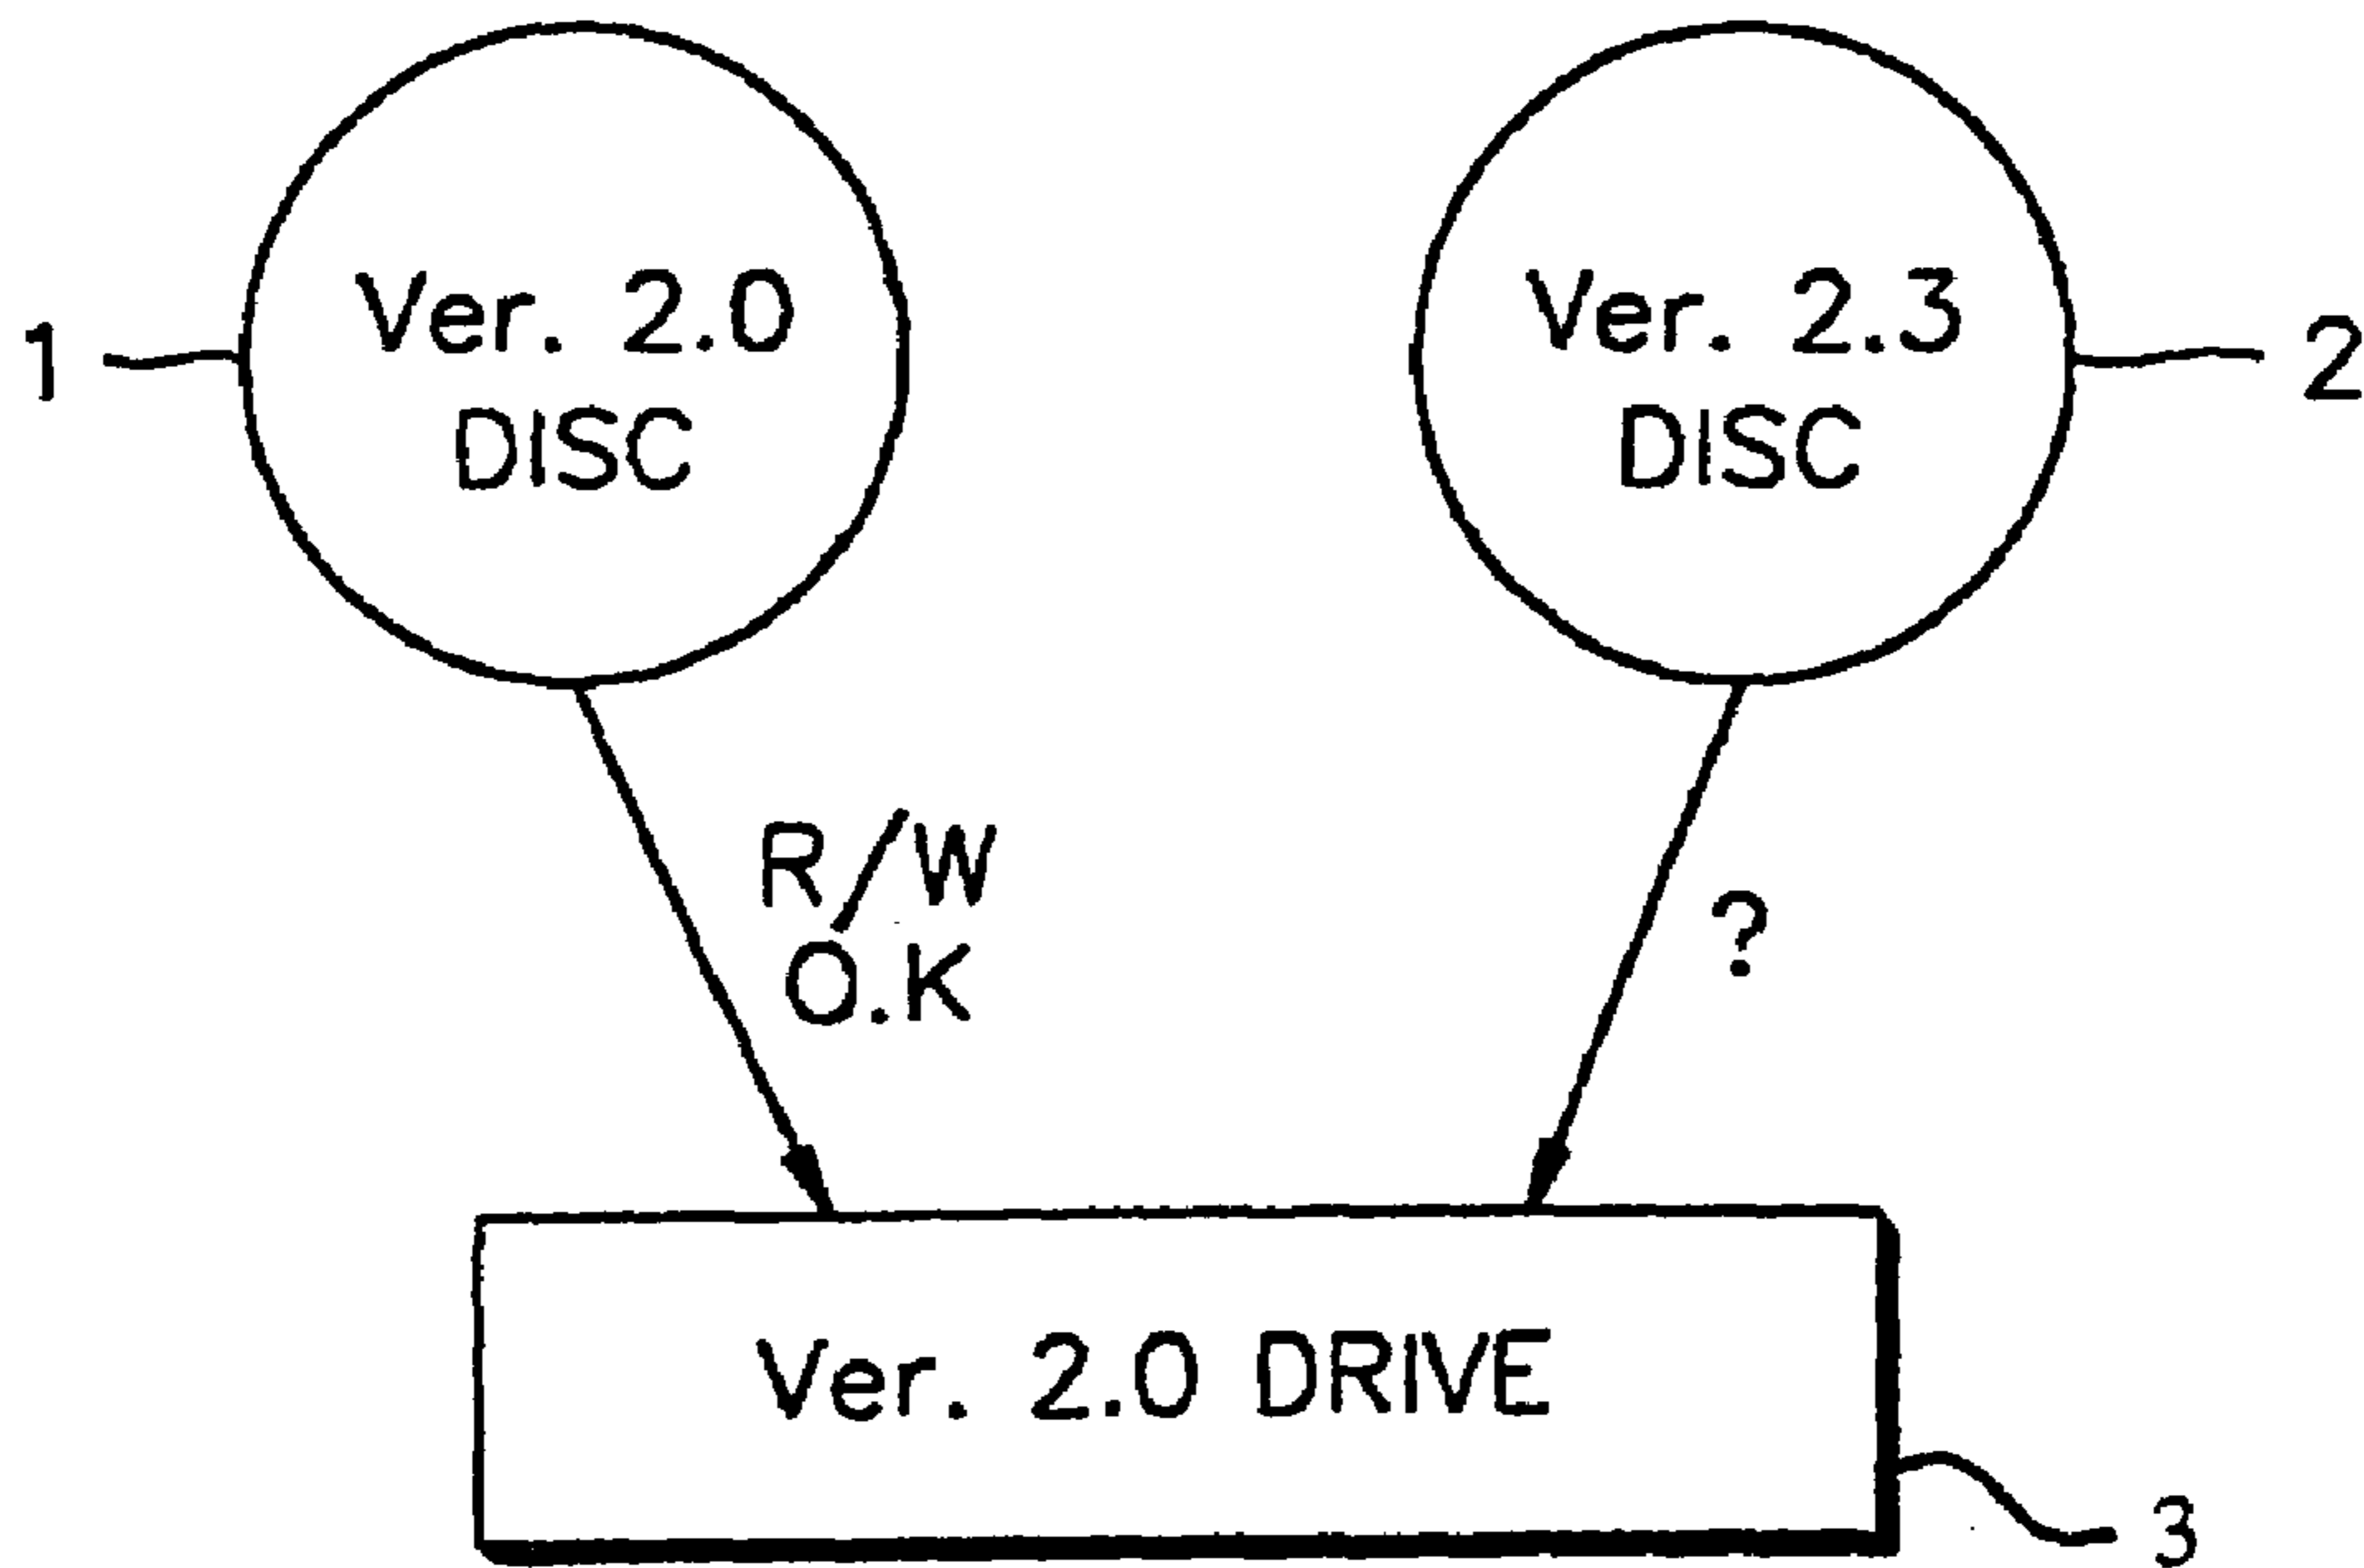 Ver. 2.0
DISC
1
Ver. 2.3
DISC
2
R/W
O.K
?
Ver. 2.0 DRIVE
3